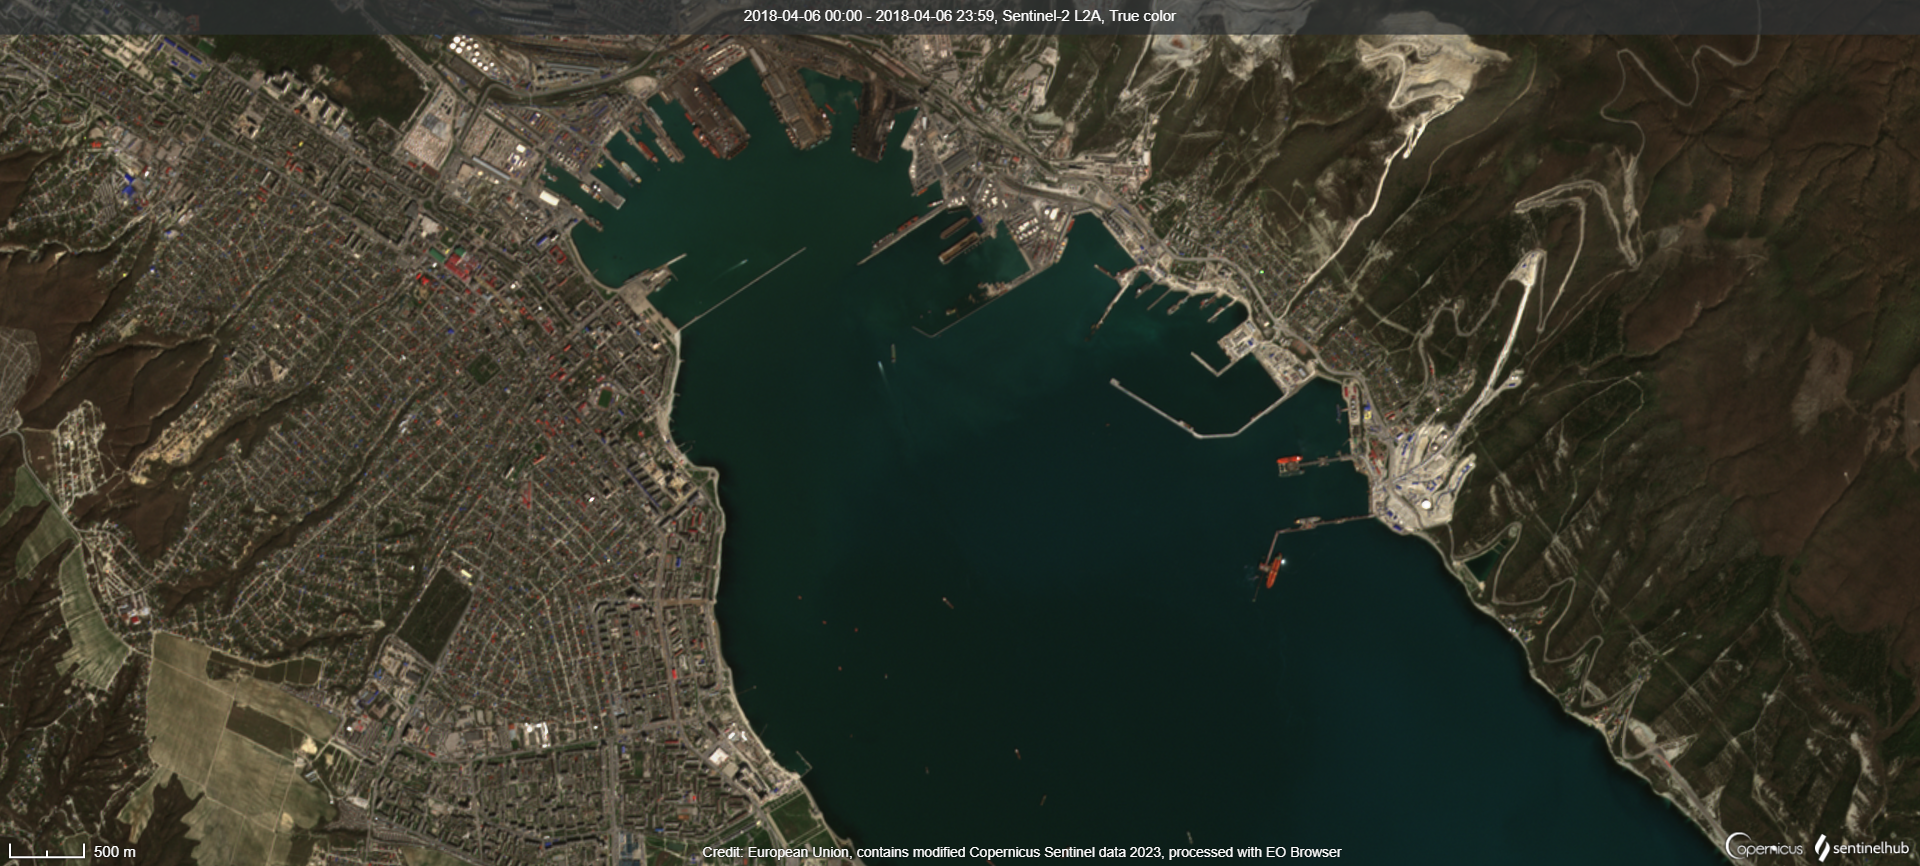 2018-04-06 00:00 - 2018-04-06 23:59, Sentinel-2 L2A, True color
500 m
Credit: European Union, contains modified Copernicus Sentinel data 2023, processed with EO Browser
opernicus
sentinelhub